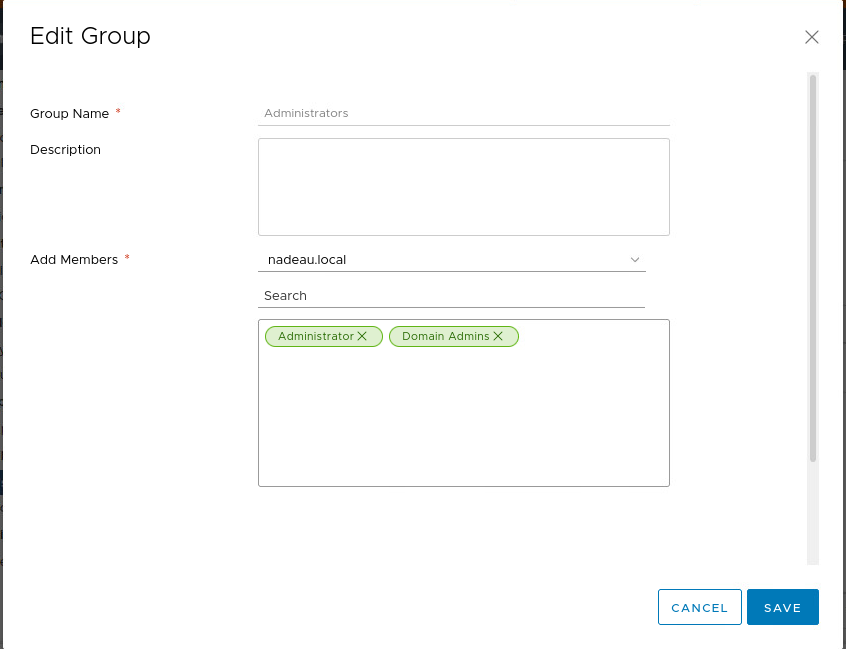 Edit Group
Group Name *
Administrators
Description
Add Members *
nadeau.local
Search
Administrator Domain Admins
CANCEL SAVE